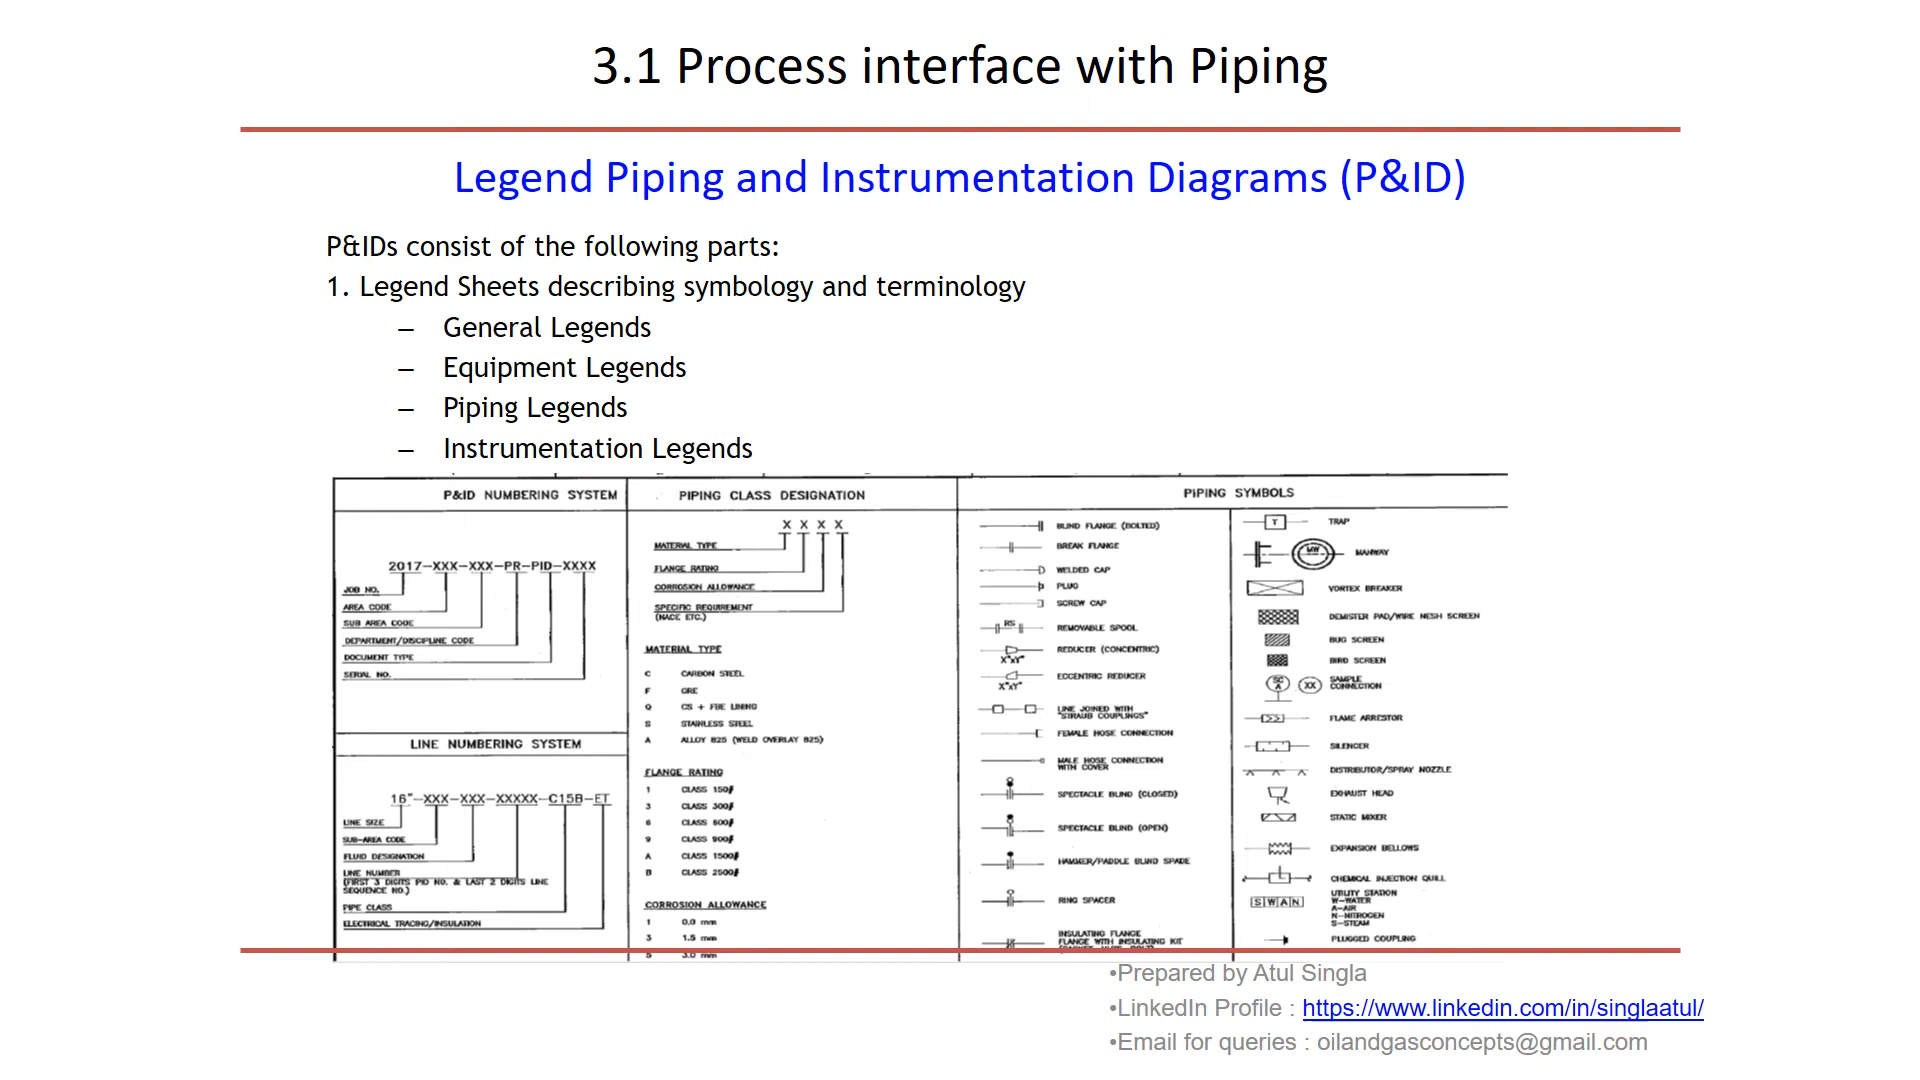 3.1 Process interface with Piping
Legend Piping and Instrumentation Diagrams (P&ID)
P&IDs consist of the following parts:
1. Legend Sheets describing symbology and terminology
– General Legends
– Equipment Legends
– Piping Legends
– Instrumentation Legends
P&ID NUMBERING SYSTEM
2017-XXX-XXX-PR-PID-XXXX
JOB NO.
AREA CODE
SUB AREA CODE
DEPARTMENT/DISCIPLINE CODE
DOCUMENT TYPE
SERIAL NO.
LINE NUMBERING SYSTEM
16"-XXX-XXX-XXXXX-C15B-ET
LINE SIZE
SUB-AREA CODE
FLUID DESIGNATION
LINE NUMBER
(FIRST 3 DIGITS PID NO. & LAST 2 DIGITS LINE
SEQUENCE NO.)
PIPE CLASS
ELECTRICAL TRACING/INSULATION
PIPING CLASS DESIGNATION
X X X X
MATERIAL TYPE
FLANGE RATING
CORROSION ALLOWANCE
SPECIFIC REQUIREMENT
(NACE ETC.)
MATERIAL TYPE
C CARBON STEEL
F GRE
Q CS + FBE LINING
S STAINLESS STEEL
A ALLOY 825 (WELD OVERLAY 825)
FLANGE RATING
1 CLASS 150#
3 CLASS 300#
6 CLASS 600#
9 CLASS 900#
A CLASS 1500#
B CLASS 2500#
CORROSION ALLOWANCE
1 0.0 mm
3 1.5 mm
5 3.0 mm
PIPING SYMBOLS
BLIND FLANGE (BOLTED)
BREAK FLANGE
WELDED CAP
PLUG
SCREW CAP
RS REMOVABLE SPOOL
REDUCER (CONCENTRIC)
X"xY"
ECCENTRIC REDUCER
X"xY"
LINE JOINED WITH
"STRAUB COUPLINGS"
FEMALE HOSE CONNECTION
MALE HOSE CONNECTION
WITH COVER
SPECTACLE BLIND (CLOSED)
SPECTACLE BLIND (OPEN)
HAMMER/PADDLE BLIND SPADE
RING SPACER
INSULATING FLANGE
FLANGE WITH INSULATING KIT
T TRAP
MW MANWAY
VORTEX BREAKER
DEMISTER PAD/WIRE MESH SCREEN
BUG SCREEN
BIRD SCREEN
SC A XX SAMPLE
CONNECTION
FLAME ARRESTOR
SILENCER
DISTRIBUTOR/SPRAY NOZZLE
EXHAUST HEAD
STATIC MIXER
EXPANSION BELLOWS
CHEMICAL INJECTION QUILL
S W A N UTILITY STATION
W-WATER
A-AIR
N-NITROGEN
S-STEAM
PLUGGED COUPLING
•Prepared by Atul Singla
•LinkedIn Profile : https://www.linkedin.com/in/singlaatul/
•Email for queries : oilandgasconcepts@gmail.com